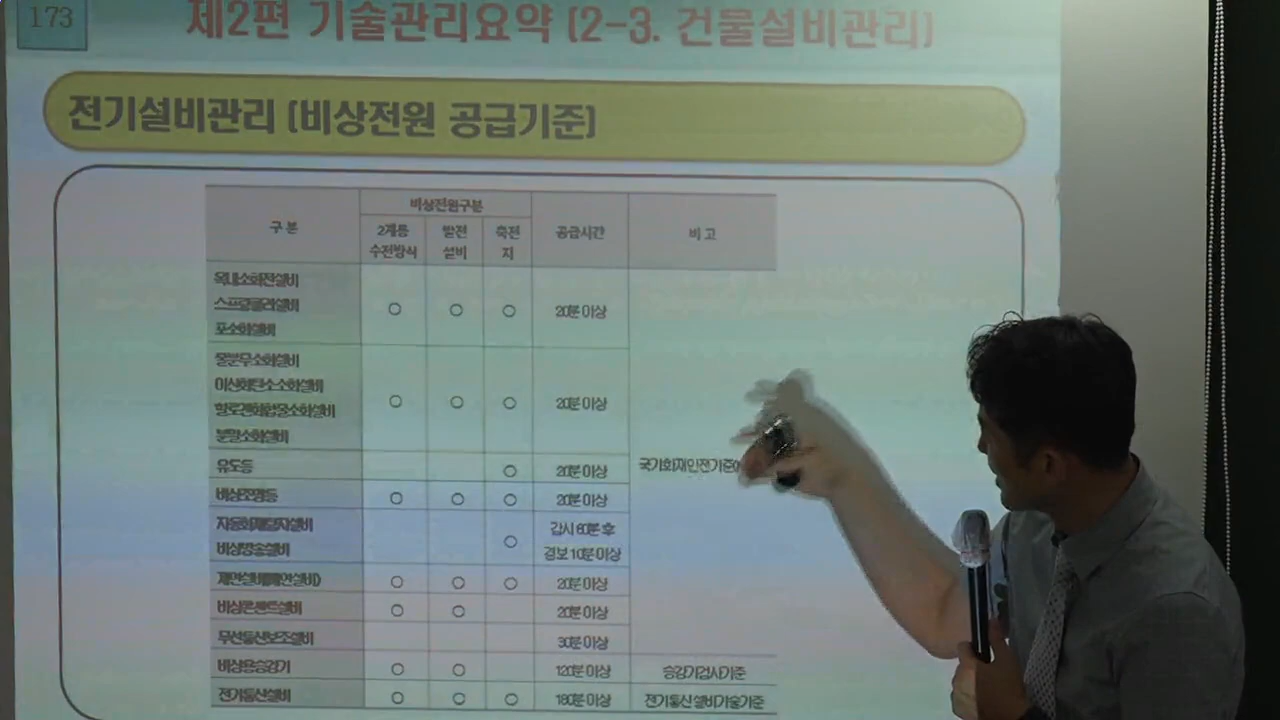 173
제2편 기술관리요약 (2-3. 건물설비관리)
전기설비관리 (비상전원 공급기준)
구 분
비상전원구분
2계통
수전방식
발전
설비
축전
지
공급시간
비 고
옥내소화전설비
스프링클러설비
포소화설비
○ ○ ○ 20분 이상
물분무소화설비
이산화탄소소화설비
할로겐화합물소화설비
분말소화설비
○ ○ ○ 20분 이상
유도등 ○ 20분 이상
국가화재안전기준
비상조명등 ○ ○ ○ 20분 이상
자동화재탐지설비
비상방송설비
○
감시 60분 후
경보 10분 이상
제연설비 ○ ○ ○ 20분 이상
비상콘센트설비 ○ ○ 20분 이상
무선통신보조설비 30분 이상
비상용승강기 ○ ○ 120분 이상 승강기검사기준
전기통신설비 ○ ○ ○ 180분 이상 전기통신설비기술기준